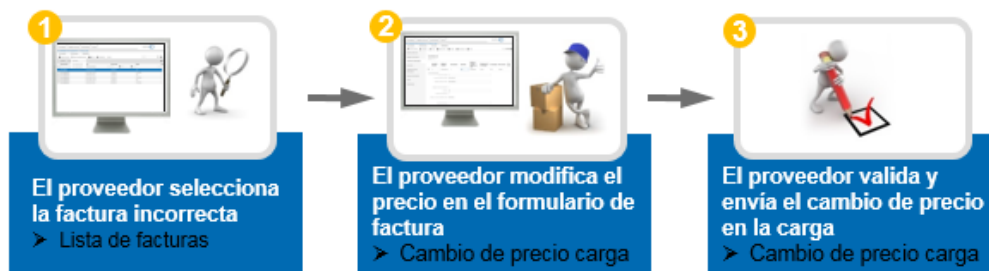 1
El proveedor selecciona
la factura incorrecta
➤ Lista de facturas
2
El proveedor modifica el
precio en el formulario de
factura
➤ Cambio de precio carga
3
El proveedor valida y
envía el cambio de precio
en la carga
➤ Cambio de precio carga